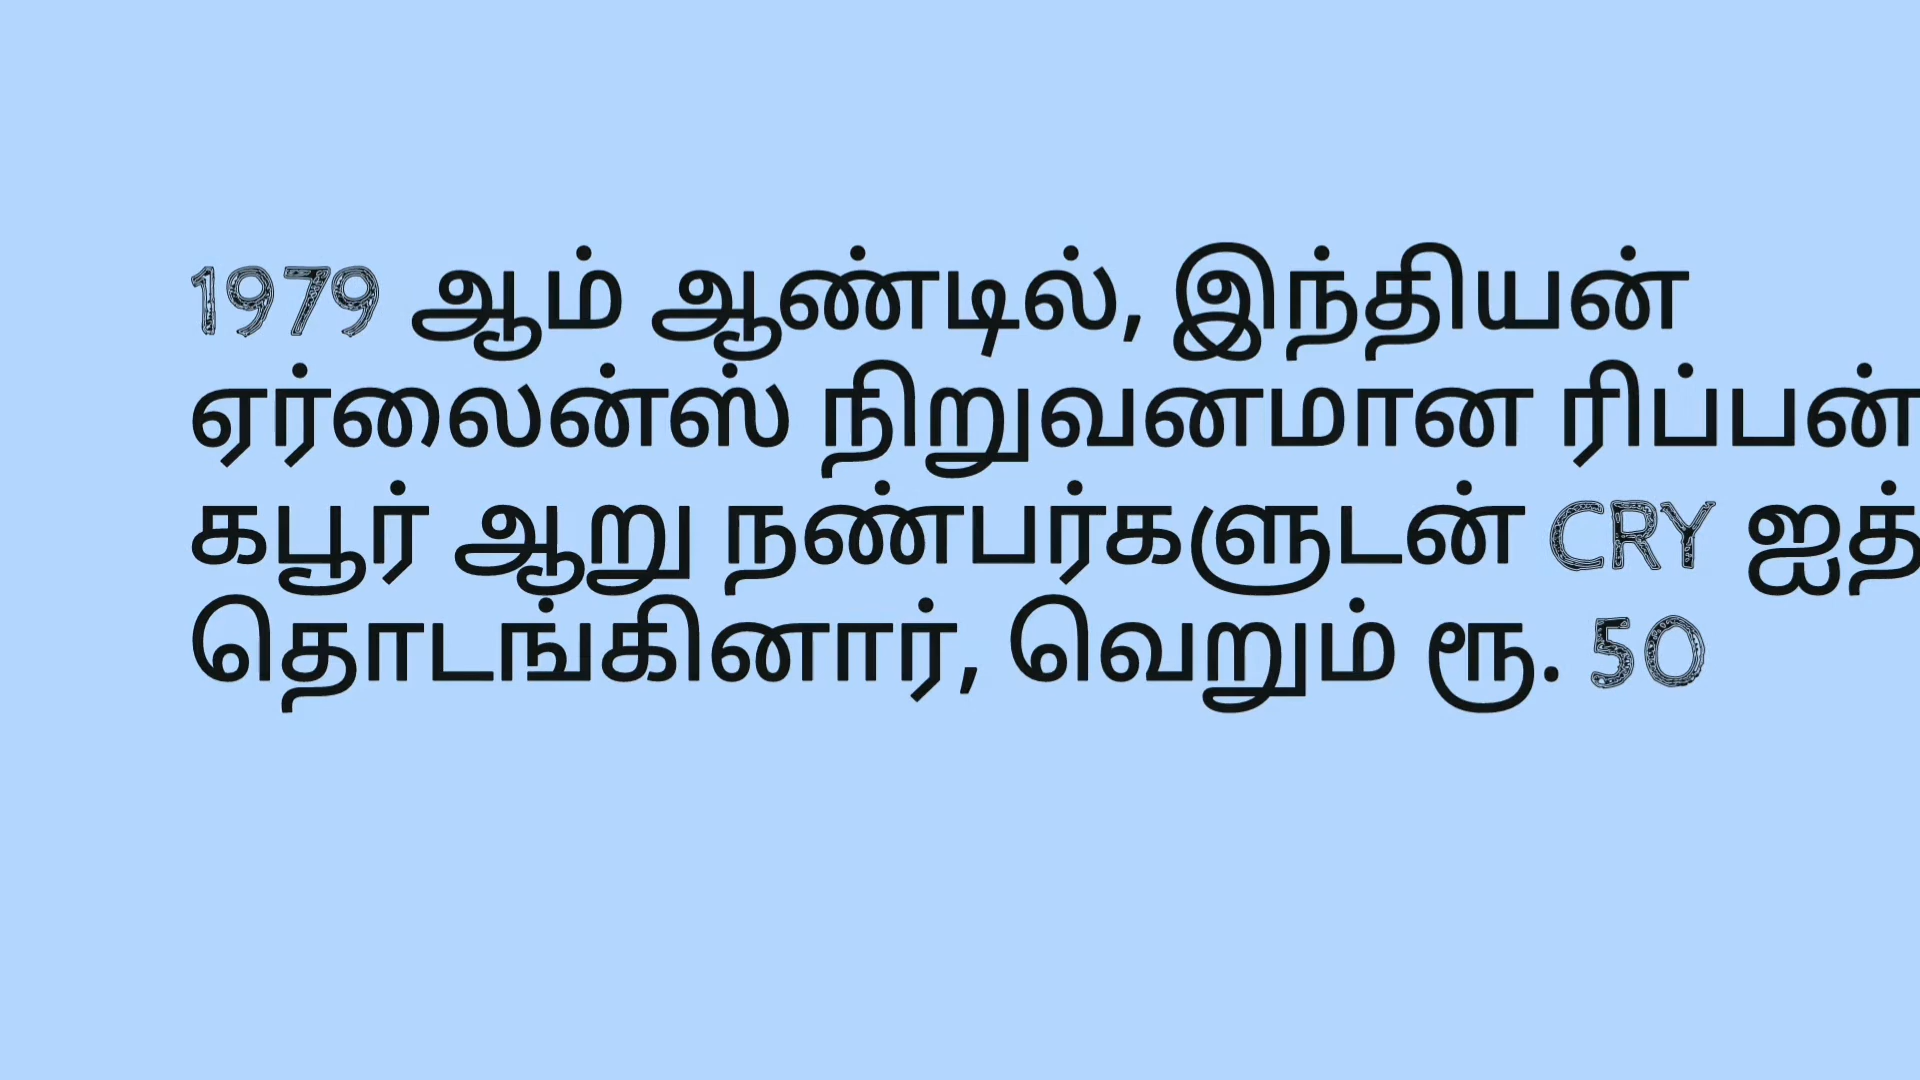 1979 ஆம் ஆண்டில், இந்தியன்
ஏர்லைன்ஸ் நிறுவனமான ரிப்பன்
கபூர் ஆறு நண்பர்களுடன் CRY ஐத்
தொடங்கினார், வெறும் ரூ. 50